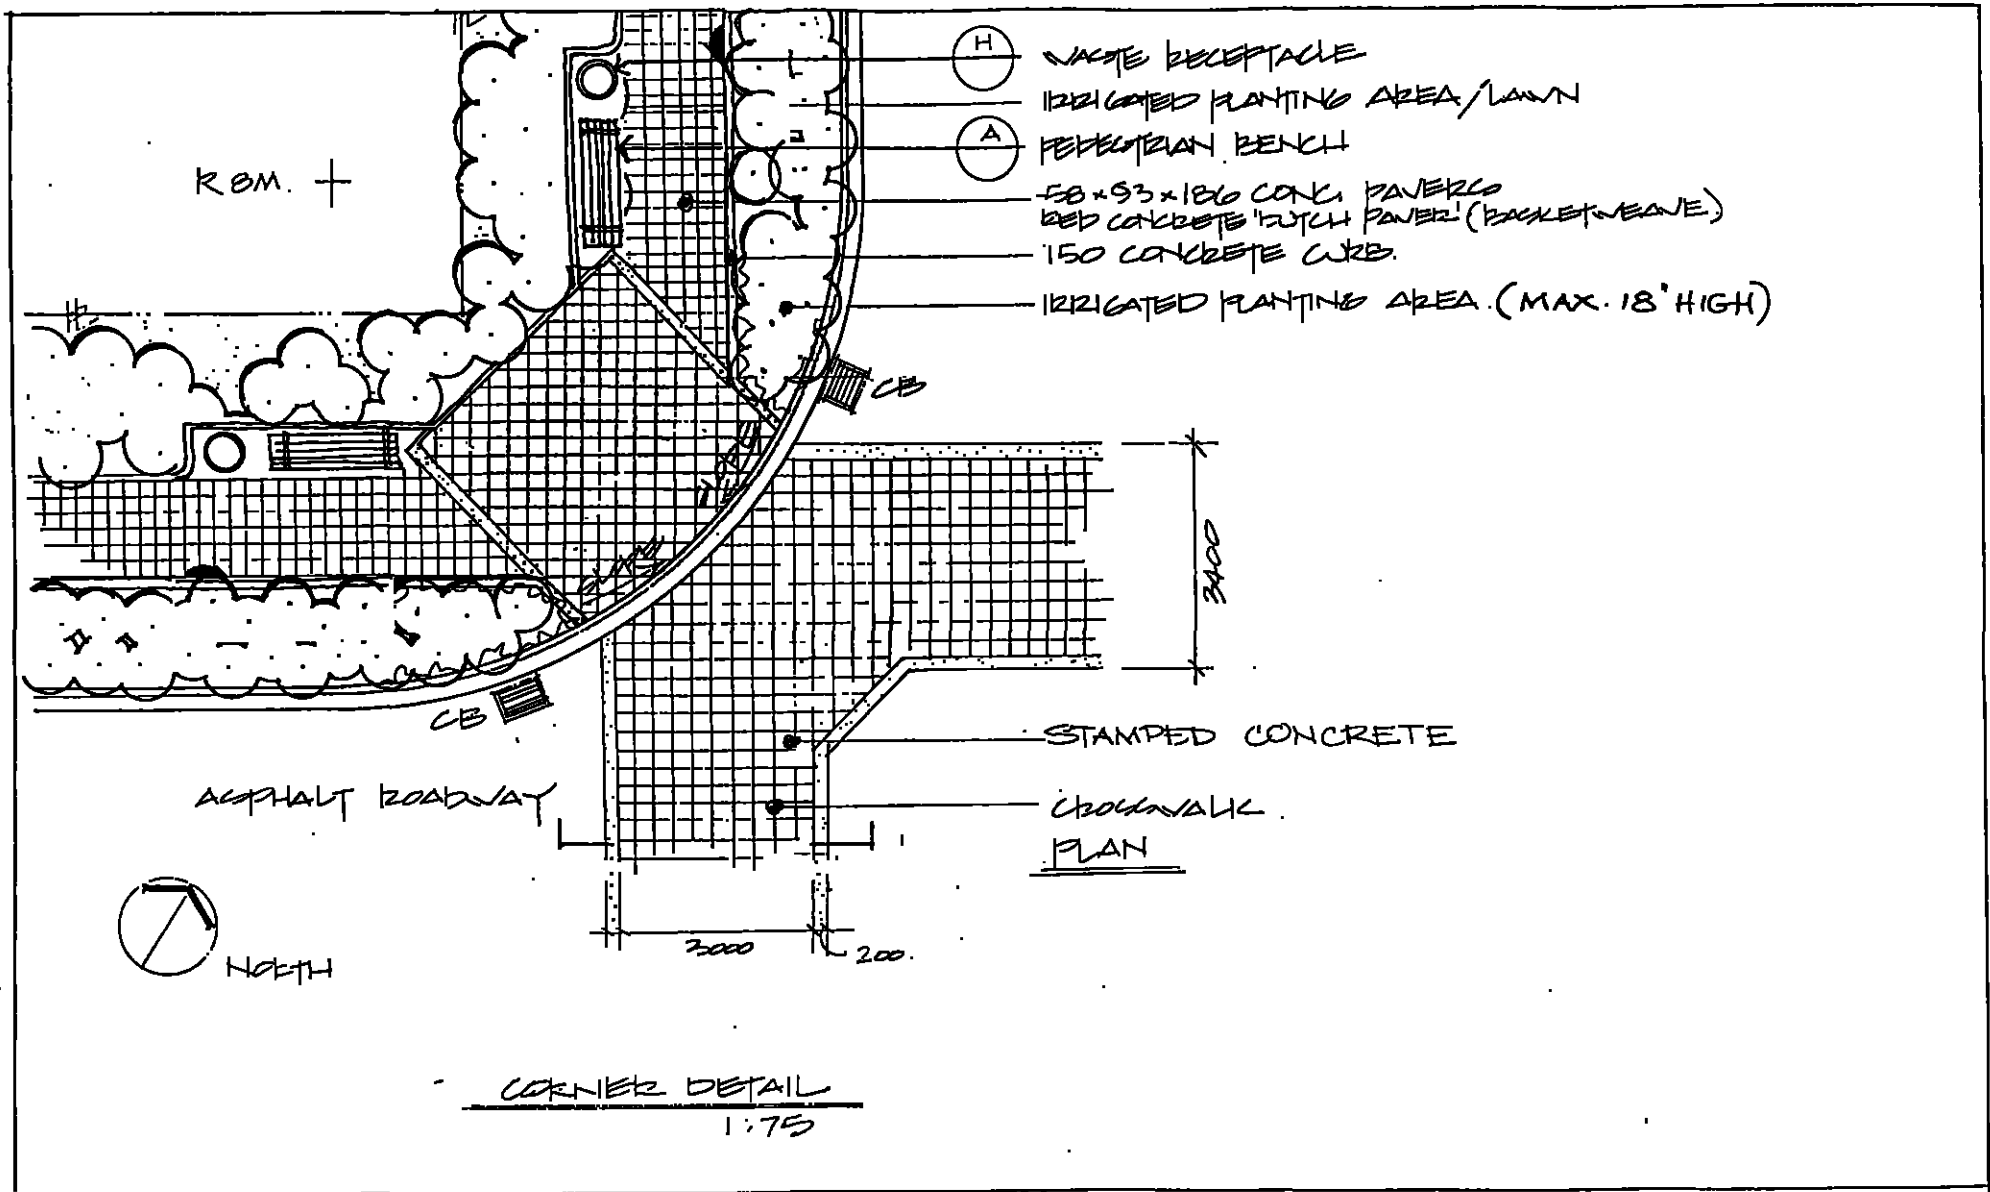 H
WASTE RECEPTACLE
IRRIGATED PLANTING AREA/LAWN
A
PEDESTRIAN BENCH
R8M.
58 x 93 x 186 CONC. PAVERS
RED CONCRETE 'DUTCH PAVER' (BASKETWEAVE)
150 CONCRETE CURB.
IRRIGATED PLANTING AREA. (MAX. 18" HIGH)
CB
3400
CB
STAMPED CONCRETE
ASPHALT ROADWAY
CROSSWALK.
PLAN
3000
200.
NORTH
CORNER DETAIL
1:75